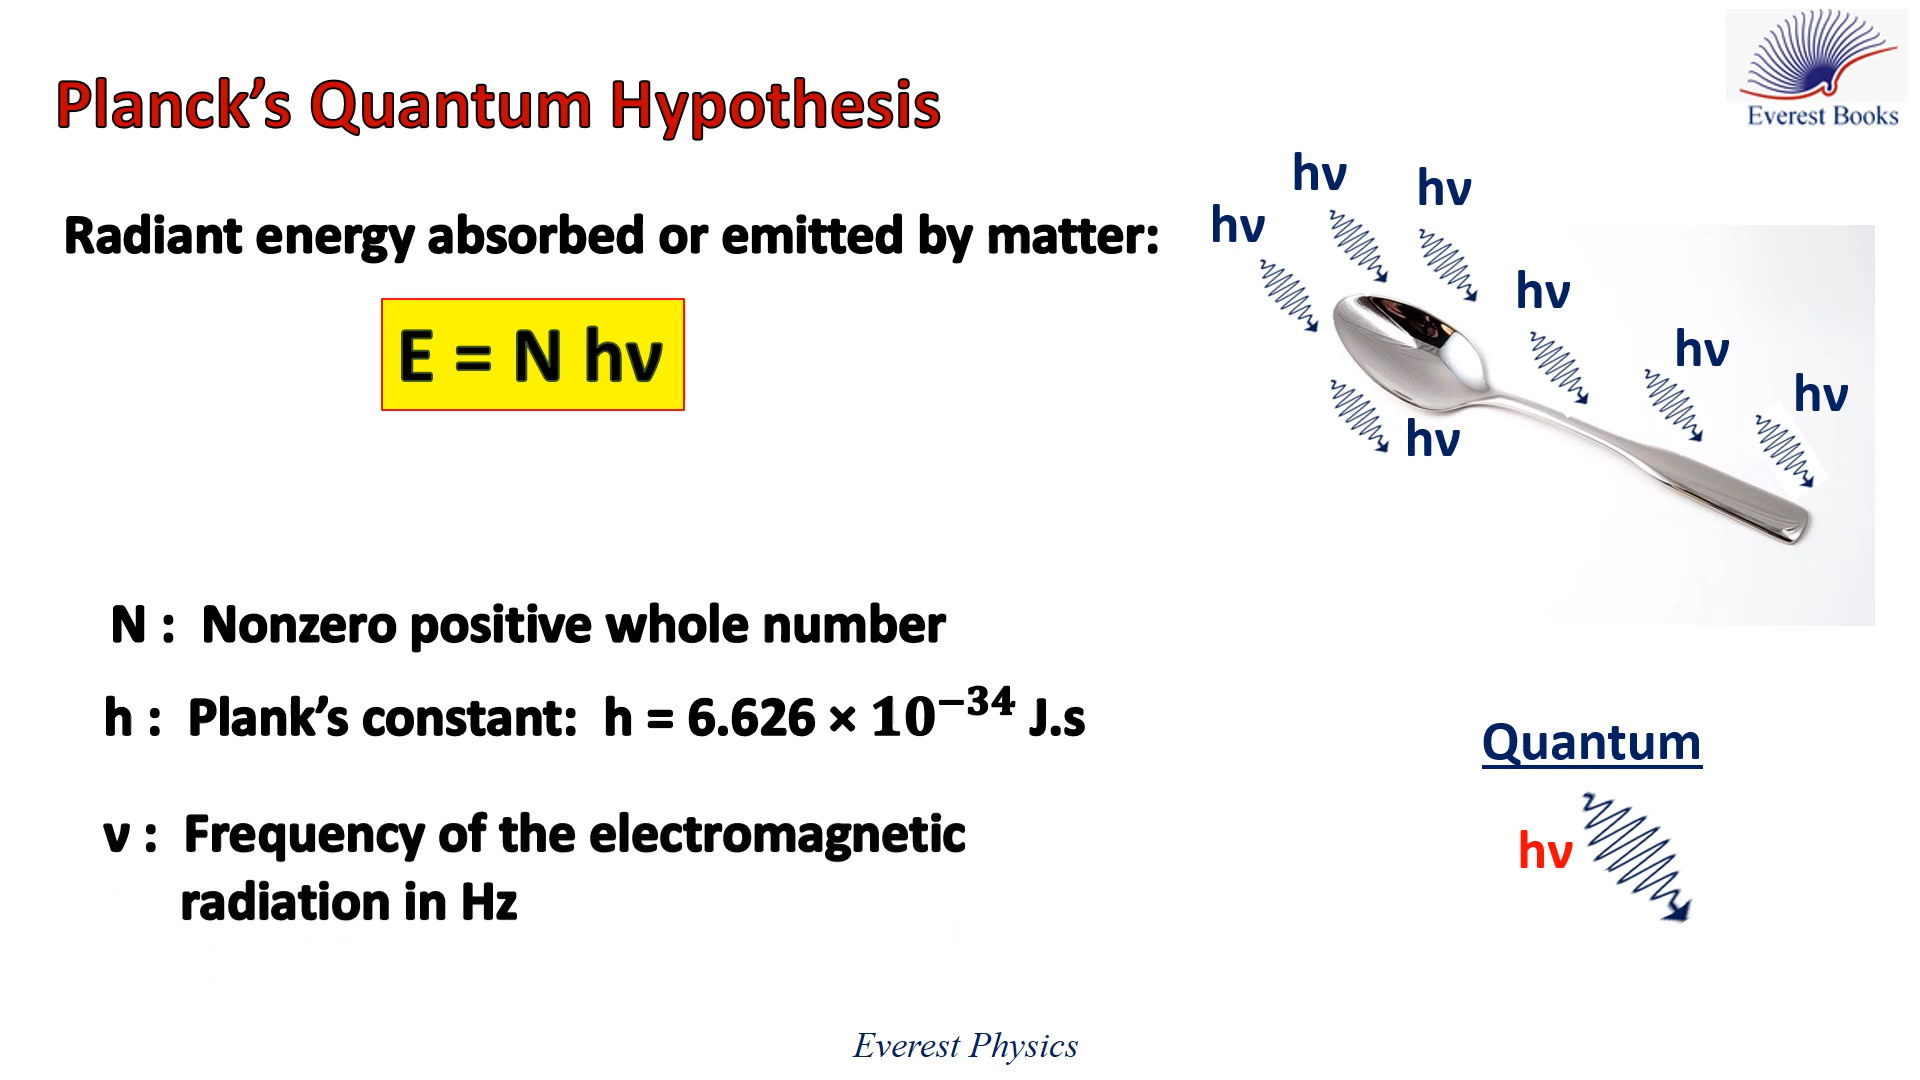 Planck’s Quantum Hypothesis
Everest Books
Radiant energy absorbed or emitted by matter:
E = N hν
hν
hν
hν
hν
hν
hν
hν
N : Nonzero positive whole number
h : Plank’s constant: h = 6.626 × 10⁻³⁴ J.s
ν : Frequency of the electromagnetic
radiation in Hz
Quantum
hν
Everest Physics